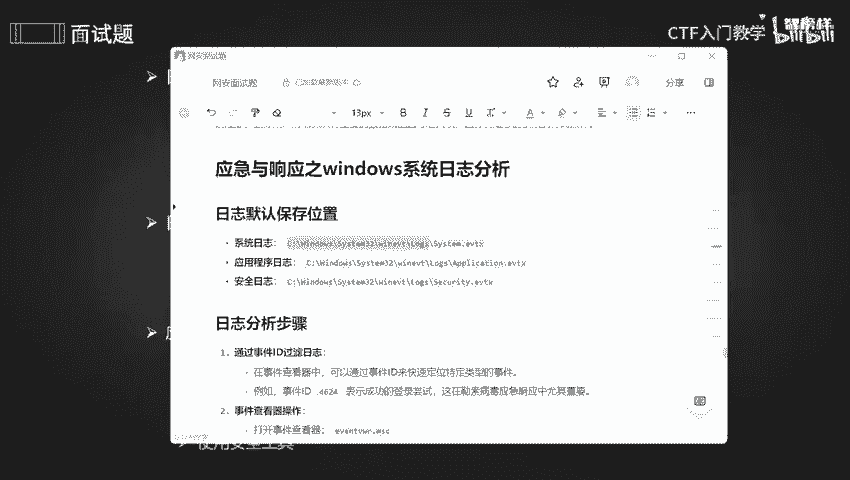 面试题
CTF入门教学
bilibili
网安面试题
分享
13px
应急与响应之windows系统日志分析
日志默认保存位置
• 系统日志： C:\Windows\System32\winevt\Logs\System.evtx
• 应用程序日志： C:\Windows\System32\winevt\Logs\Application.evtx
• 安全日志： C:\Windows\System32\winevt\Logs\Security.evtx
日志分析步骤
1. 通过事件ID过滤日志：
• 在事件查看器中，可以通过事件ID来快速定位特定类型的事件。
• 例如，事件ID 4624 表示成功的登录尝试，这在勒索病毒应急响应中尤其重要。
2. 事件查看器操作：
• 打开事件查看器： eventvwr.msc
使用安全工具